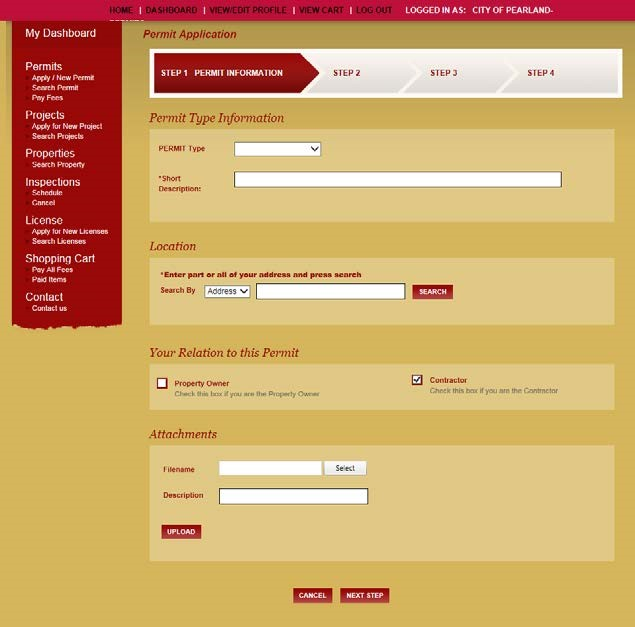 HOME | DASHBOARD | VIEW/EDIT PROFILE | VIEW CART | LOG OUT LOGGED IN AS: CITY OF PEARLAND-
My Dashboard
Permits
Apply / New Permit
Search Permit
Pay Fees
Projects
Apply for New Project
Search Projects
Properties
Search Property
Inspections
Schedule
Cancel
License
Apply for New Licenses
Search Licenses
Shopping Cart
Pay All Fees
Paid Items
Contact
Contact us
Permit Application
STEP 1 PERMIT INFORMATION STEP 2 STEP 3 STEP 4
Permit Type Information
PERMIT Type
*Short
Description:
Location
*Enter part or all of your address and press search
Search By Address SEARCH
Your Relation to this Permit
Property Owner
Check this box if you are the Property Owner
Contractor
Check this box if you are the Contractor
Attachments
Filename Select
Description
UPLOAD
CANCEL NEXT STEP